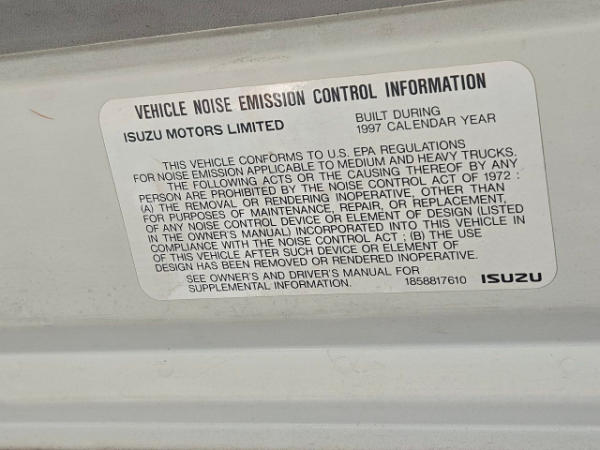 VEHICLE NOISE EMISSION CONTROL INFORMATION
ISUZU MOTORS LIMITED
BUILT DURING
1997 CALENDAR YEAR
THIS VEHICLE CONFORMS TO U.S. EPA REGULATIONS
FOR NOISE EMISSION APPLICABLE TO MEDIUM AND HEAVY TRUCKS.
THE FOLLOWING ACTS OR THE CAUSING THEREOF BY ANY
PERSON ARE PROHIBITED BY THE NOISE CONTROL ACT OF 1972 :
(A) THE REMOVAL OR RENDERING INOPERATIVE, OTHER THAN
FOR PURPOSES OF MAINTENANCE, REPAIR, OR REPLACEMENT,
OF ANY NOISE CONTROL DEVICE OR ELEMENT OF DESIGN (LISTED
IN THE OWNER'S MANUAL) INCORPORATED INTO THIS VEHICLE IN
COMPLIANCE WITH THE NOISE CONTROL ACT : (B) THE USE
OF THIS VEHICLE AFTER SUCH DEVICE OR ELEMENT OF
DESIGN HAS BEEN REMOVED OR RENDERED INOPERATIVE.
SEE OWNER'S AND DRIVER'S MANUAL FOR
SUPPLEMENTAL INFORMATION.
1858817610 ISUZU